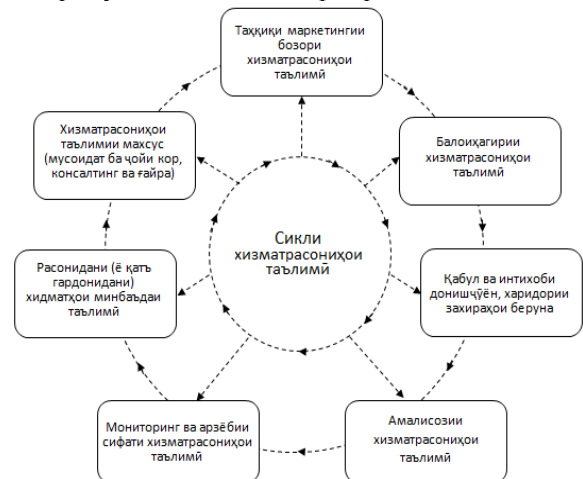 Таҳқиқи маркетингии
бозори
хизматрасониҳои
таълимӣ
Балоиҳагирии
хизматрасониҳои
таълимӣ
Қабул ва интихоби
донишҷӯён, харидории
захираҳои беруна
Амалисозии
хизматрасониҳои
таълимӣ
Мониторинг ва арзёбии
сифати хизматрасониҳои
таълимӣ
Расонидани (ё қатъ
гардонидани)
хидматҳои минбаъдаи
таълимӣ
Хизматрасониҳои
таълимии махсус
(мусоидат ба ҷойи кор,
консалтинг ва ғайра)
Сикли
хизматрасониҳои
таълимӣ